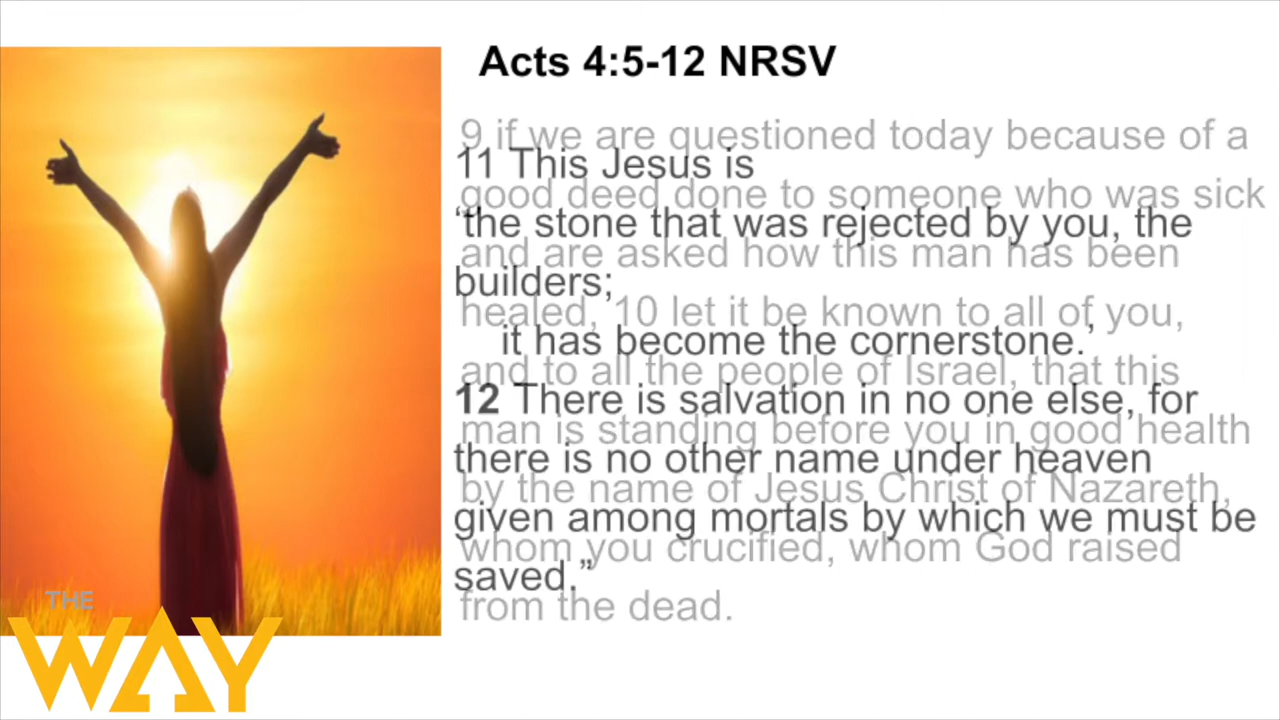 Acts 4:5-12 NRSV
9 if we are questioned today because of a
good deed done to someone who was sick
and are asked how this man has been
healed, 10 let it be known to all of you,
and to all the people of Israel, that this
man is standing before you in good health
by the name of Jesus Christ of Nazareth,
whom you crucified, whom God raised
from the dead.
11 This Jesus is
‘the stone that was rejected by you, the
builders;
it has become the cornerstone.’
12 There is salvation in no one else, for
there is no other name under heaven
given among mortals by which we must be
saved.”
THE
WAY